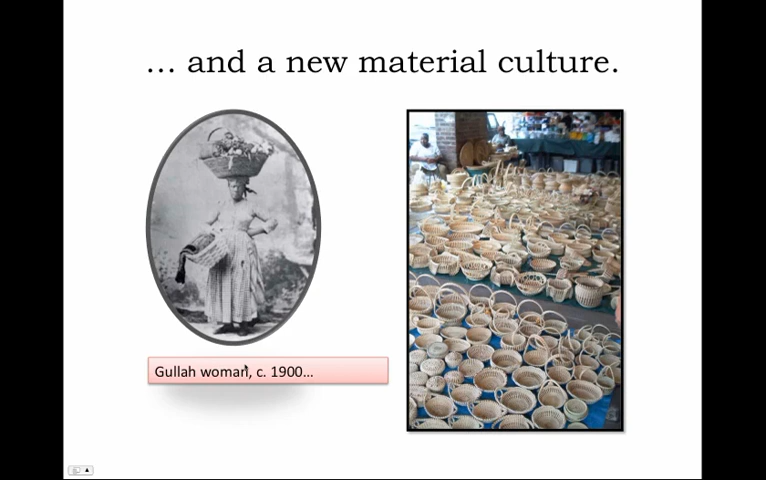 ... and a new material culture.
Gullah woman, c. 1900...